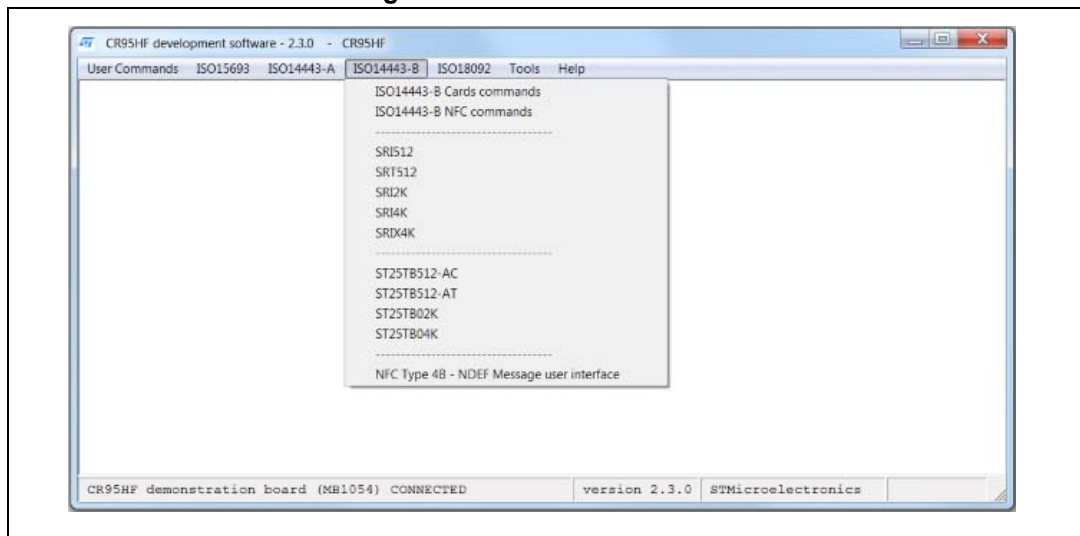 CR95HF development software - 2.3.0 - CR95HF
User Commands ISO15693 ISO14443-A ISO14443-B ISO18092 Tools Help
ISO14443-B Cards commands
ISO14443-B NFC commands
-----------------------------------
SRI512
SRT512
SRI2K
SRI4K
SRIX4K
-----------------------------------
ST25TB512-AC
ST25TB512-AT
ST25TB02K
ST25TB04K
-----------------------------------
NFC Type 4B - NDEF Message user interface
CR95HF demonstration board (MB1054) CONNECTED version 2.3.0 STMicroelectronics